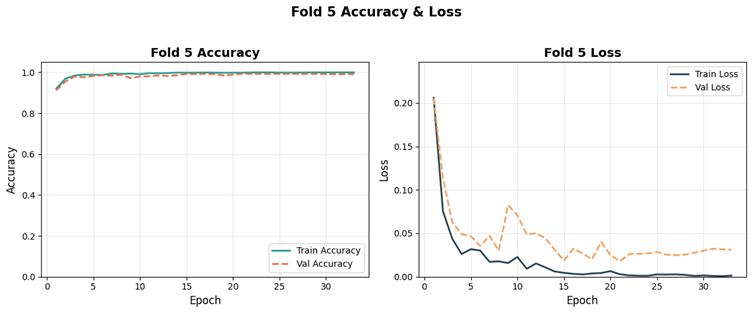 Fold 5 Accuracy & Loss
Fold 5 Accuracy
1.0
0.8
0.6
0.4
0.2
0.0
Accuracy
0 5 10 15 20 25 30
Epoch
Train Accuracy
Val Accuracy
Fold 5 Loss
0.20
0.15
0.10
0.05
0.00
Loss
0 5 10 15 20 25 30
Epoch
Train Loss
Val Loss